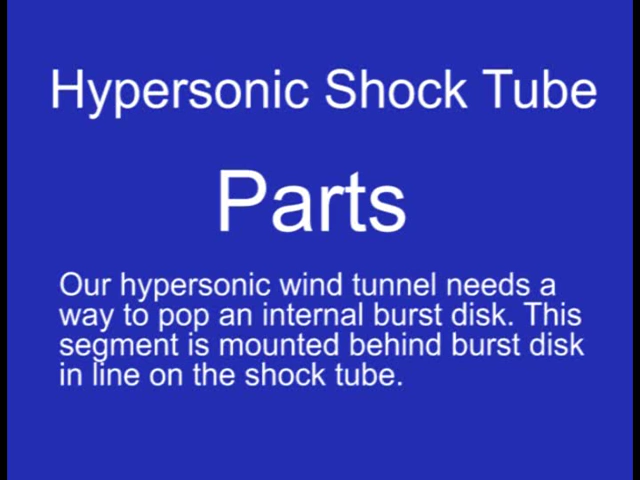 Hypersonic Shock Tube
Parts
Our hypersonic wind tunnel needs a
way to pop an internal burst disk. This
segment is mounted behind burst disk
in line on the shock tube.